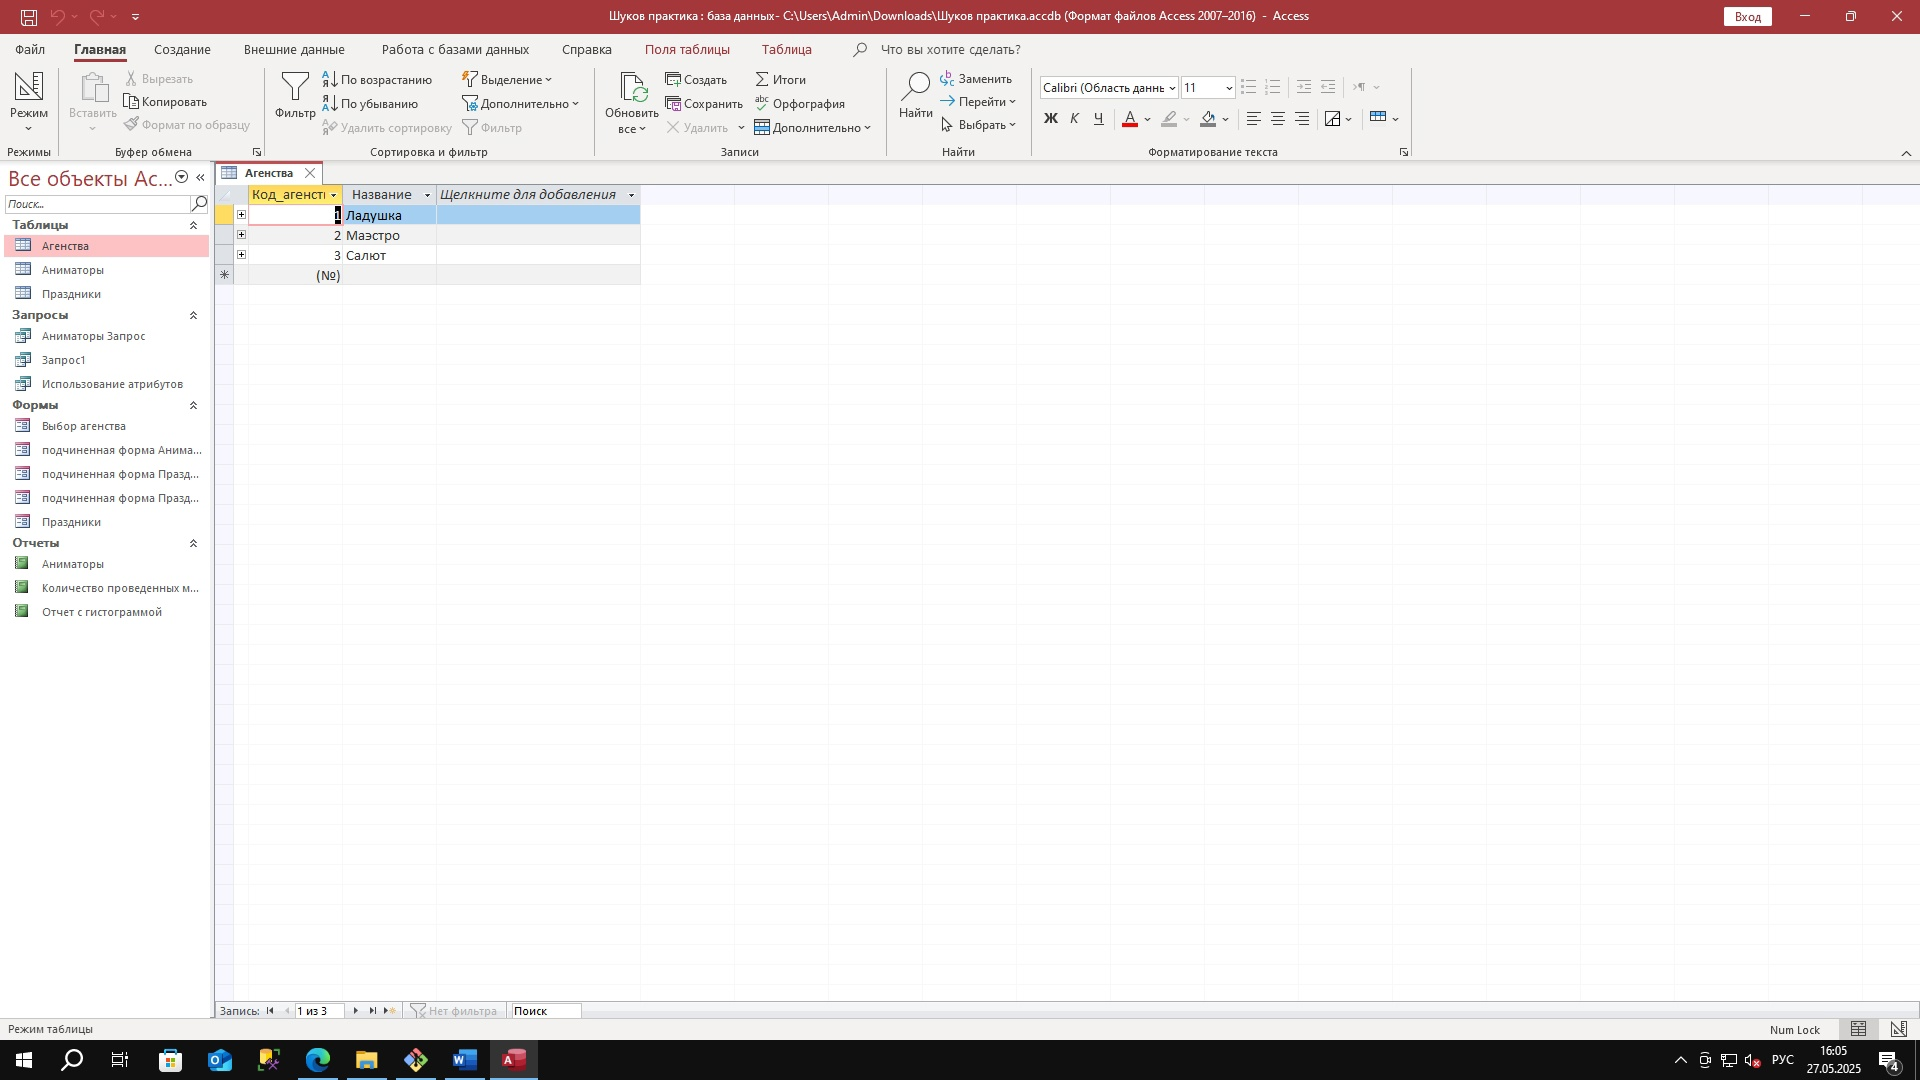 Шуков практика : база данных- C:\Users\Admin\Downloads\Шуков практика.accdb (Формат файлов Access 2007–2016) - Access
Вход
Файл Главная Создание Внешние данные Работа с базами данных Справка Поля таблицы Таблица Что вы хотите сделать?
Режим
Режимы
Вставить
Вырезать
Копировать
Формат по образцу
Буфер обмена
Фильтр
По возрастанию
По убыванию
Удалить сортировку
Выделение
Дополнительно
Фильтр
Сортировка и фильтр
Обновить
все
Создать
Сохранить
Удалить
Итоги
Орфография
Дополнительно
Записи
Найти
Заменить
Перейти
Выбрать
Найти
Calibri (Область даннь 11
Ж К Ч
Форматирование текста
Все объекты Ac...
Поиск...
Таблицы
Агенства
Аниматоры
Праздники
Запросы
Аниматоры Запрос
Запрос1
Использование атрибутов
Формы
Выбор агенства
подчиненная форма Анима...
подчиненная форма Празд...
подчиненная форма Празд...
Праздники
Отчеты
Аниматоры
Количество проведенных м...
Отчет с гистограммой
Агенства
Код_агенст Название Щелкните для добавления
1 Ладушка
2 Маэстро
3 Салют
(№)
Запись: 1 из 3 Нет фильтра Поиск
Режим таблицы
Num Lock
РУС
16:05
27.05.2025
4